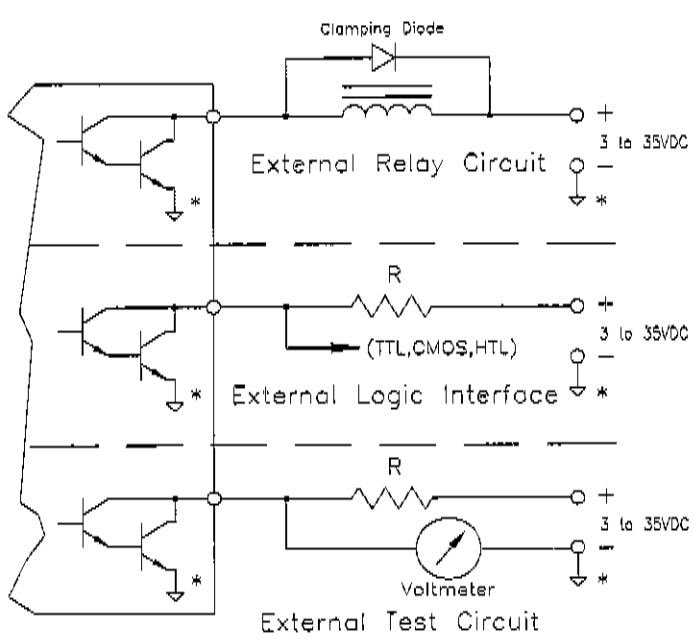 Clamping Diode
+
3 to 35VDC
External Relay Circuit
−
*
*
R
+
3 to 35VDC
(TTL,CMOS,HTL)
−
*
External Logic Interface
*
R
+
3 to 35VDC
−
*
*
Voltmeter
External Test Circuit